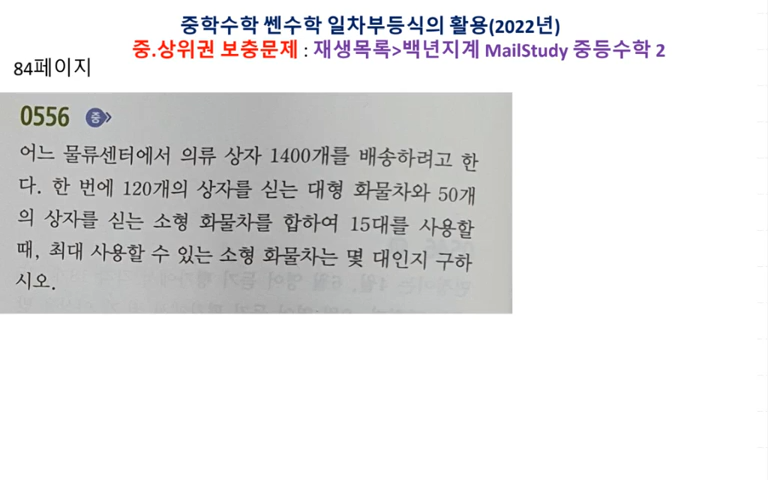 중학수학 쎈수학 일차부등식의 활용(2022년)
중.상위권 보충문제 : 재생목록>백년지계 MailStudy 중등수학 2
84페이지
0556 중
어느 물류센터에서 의류 상자 1400개를 배송하려고 한
다. 한 번에 120개의 상자를 싣는 대형 화물차와 50개
의 상자를 싣는 소형 화물차를 합하여 15대를 사용할
때, 최대 사용할 수 있는 소형 화물차는 몇 대인지 구하
시오.